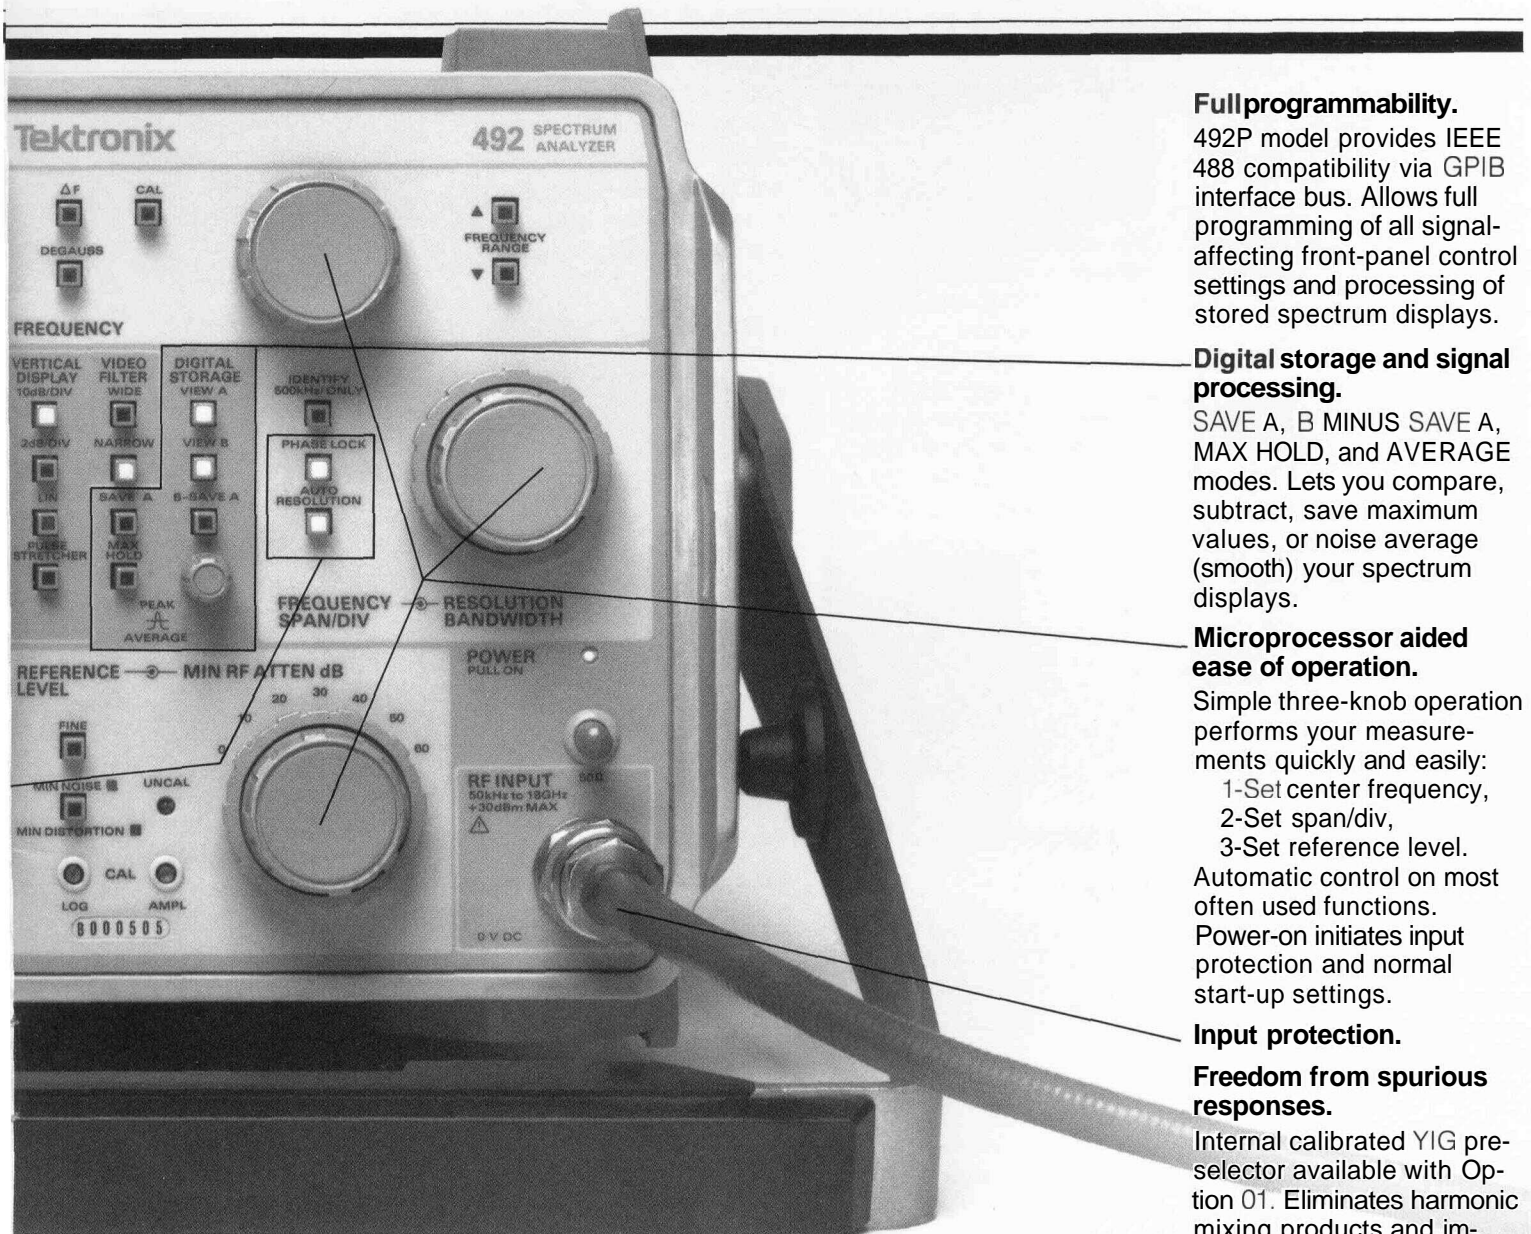 Tektronix
492 SPECTRUM
ANALYZER
ΔF
CAL
DEGAUSS
▲
FREQUENCY
RANGE
▼
FREQUENCY
VERTICAL
DISPLAY
10dB/DIV
VIDEO
FILTER
WIDE
DIGITAL
STORAGE
VIEW A
IDENTIFY
500kHz/ONLY
2dB/DIV
NARROW
VIEW B
PHASE LOCK
LIN
SAVE A
B-SAVE A
AUTO
RESOLUTION
PULSE
STRETCHER
MAX
HOLD
PEAK
AVERAGE
FREQUENCY
SPAN/DIV
RESOLUTION
BANDWIDTH
REFERENCE
LEVEL
MIN RF ATTEN dB
POWER
PULL ON
0 10 20 30 40 50 60
FINE
MIN NOISE
UNCAL
MIN DISTORTION
CAL
LOG
AMPL
B000505
RF INPUT
50Ω
50kHz to 18GHz
+30dBm MAX
0 V DC
Full programmability.
492P model provides IEEE
488 compatibility via GPIB
interface bus. Allows full
programming of all signal-
affecting front-panel control
settings and processing of
stored spectrum displays.
Digital storage and signal
processing.
SAVE A, B MINUS SAVE A,
MAX HOLD, and AVERAGE
modes. Lets you compare,
subtract, save maximum
values, or noise average
(smooth) your spectrum
displays.
Microprocessor aided
ease of operation.
Simple three-knob operation
performs your measure-
ments quickly and easily:
1-Set center frequency,
2-Set span/div,
3-Set reference level.
Automatic control on most
often used functions.
Power-on initiates input
protection and normal
start-up settings.
Input protection.
Freedom from spurious
responses.
Internal calibrated YIG pre-
selector available with Op-
tion 01. Eliminates harmonic
mixing products and im-